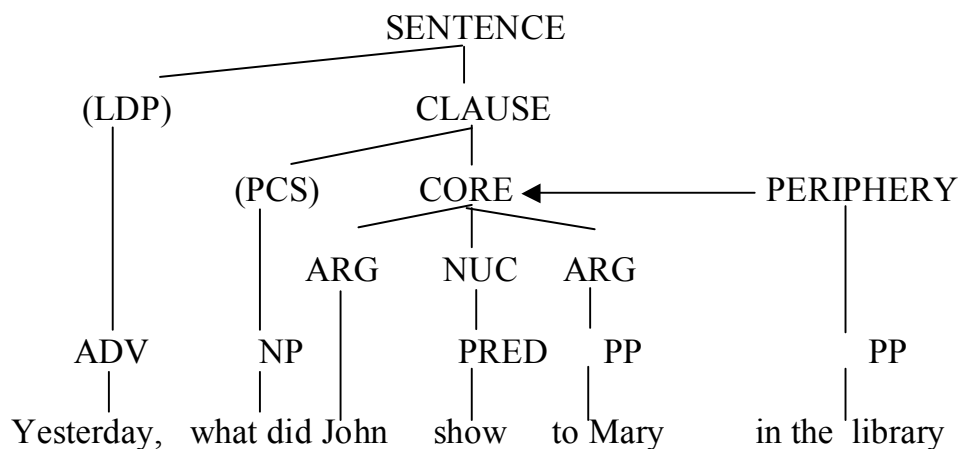 SENTENCE
(LDP) CLAUSE
(PCS) CORE PERIPHERY
ARG NUC ARG
ADV NP PRED PP PP
Yesterday, what did John show to Mary in the library